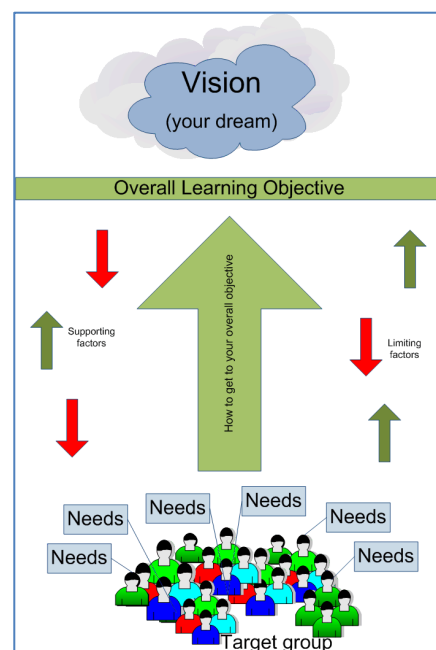 Vision
(your dream)
Overall Learning Objective
How to get to your overall objective
Supporting
factors
Limiting
factors
Needs
Needs
Needs
Needs
Needs
Needs
Target group